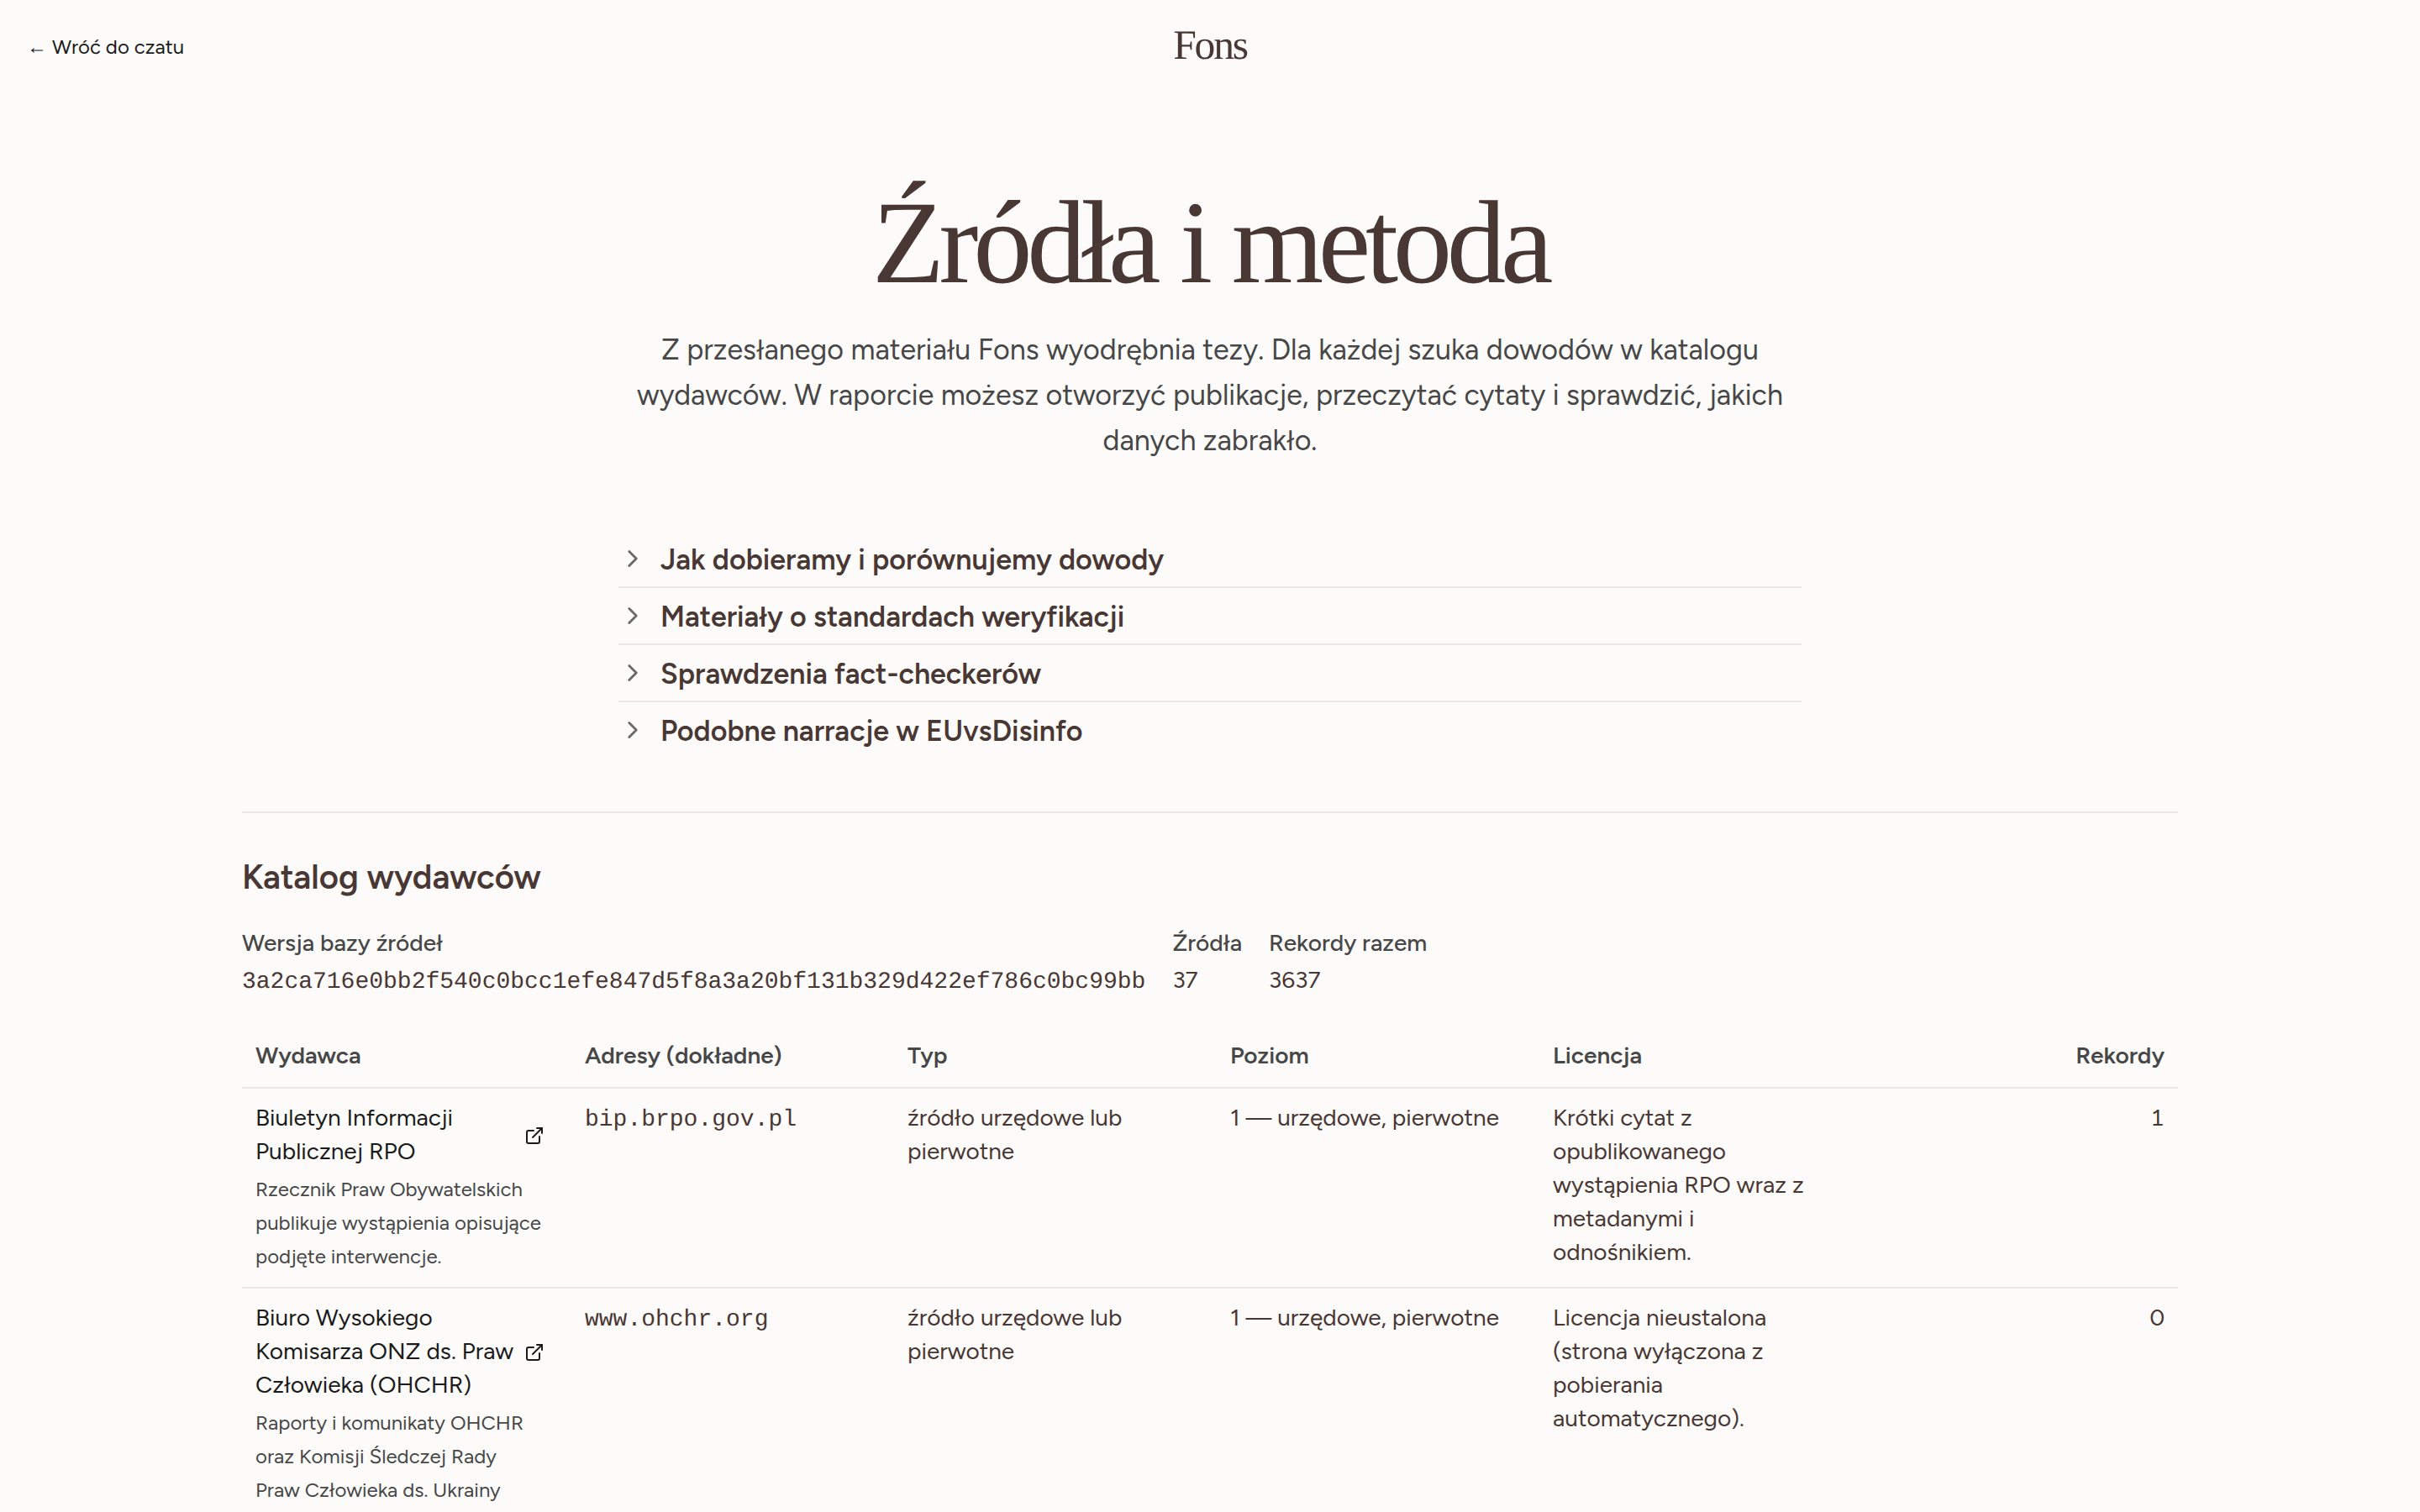 ← Wróć do czatu
Fons
Źródła i metoda
Z przesłanego materiału Fons wyodrębnia tezy. Dla każdej szuka dowodów w katalogu
wydawców. W raporcie możesz otworzyć publikacje, przeczytać cytaty i sprawdzić, jakich
danych zabrakło.
Jak dobieramy i porównujemy dowody
Materiały o standardach weryfikacji
Sprawdzenia fact-checkerów
Podobne narracje w EUvsDisinfo
Katalog wydawców
Wersja bazy źródeł Źródła Rekordy razem
3a2ca716e0bb2f540c0bcc1efe847d5f8a3a20bf131b329d422ef786c0bc99bb 37 3637
Wydawca Adresy (dokładne) Typ Poziom Licencja Rekordy
Biuletyn Informacji
Publicznej RPO
Rzecznik Praw Obywatelskich
publikuje wystąpienia opisujące
podjęte interwencje.
bip.brpo.gov.pl
źródło urzędowe lub
pierwotne
1 — urzędowe, pierwotne
Krótki cytat z
opublikowanego
wystąpienia RPO wraz z
metadanymi i
odnośnikiem.
1
Biuro Wysokiego
Komisarza ONZ ds. Praw
Człowieka (OHCHR)
Raporty i komunikaty OHCHR
oraz Komisji Śledczej Rady
Praw Człowieka ds. Ukrainy
www.ohchr.org
źródło urzędowe lub
pierwotne
1 — urzędowe, pierwotne
Licencja nieustalona
(strona wyłączona z
pobierania
automatycznego).
0